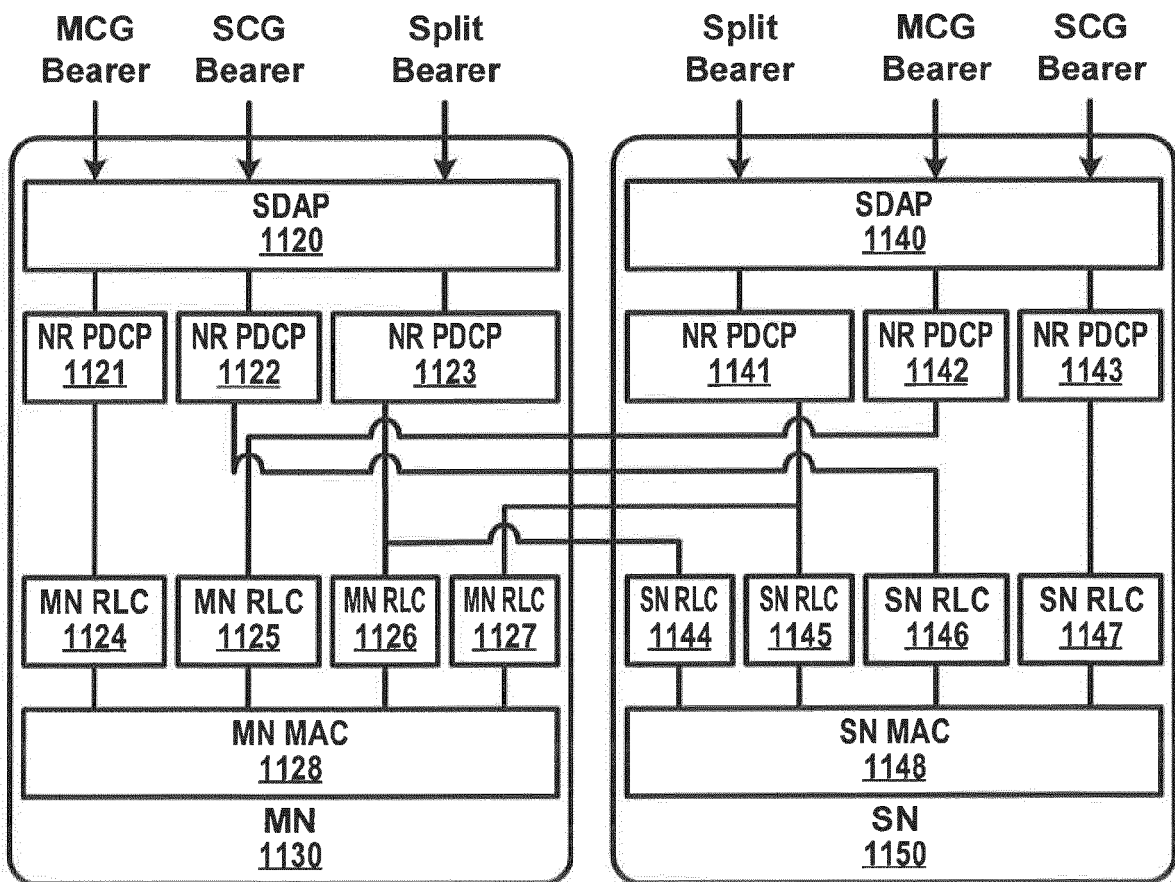 MCG SCG Split Split MCG SCG
Bearer Bearer Bearer Bearer Bearer Bearer
SDAP SDAP
1120 1140
NR PDCP NR PDCP NR PDCP NR PDCP NR PDCP NR PDCP
1121 1122 1123 1141 1142 1143
MN RLC MN RLC MN RLC MN RLC SN RLC SN RLC SN RLC SN RLC
1124 1125 1126 1127 1144 1145 1146 1147
MN MAC SN MAC
1128 1148
MN SN
1130 1150